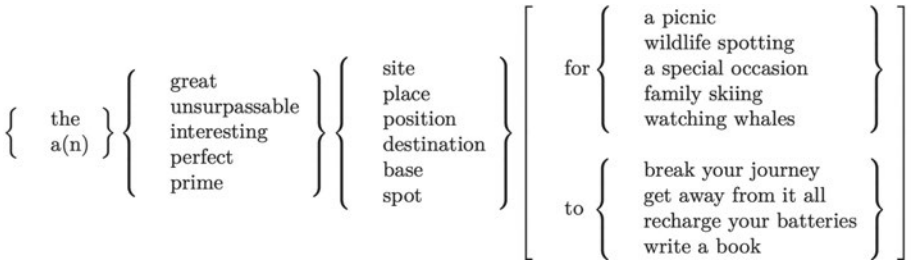 the
a(n)
great
unsurpassable
interesting
perfect
prime
site
place
position
destination
base
spot
for
a picnic
wildlife spotting
a special occasion
family skiing
watching whales
to
break your journey
get away from it all
recharge your batteries
write a book